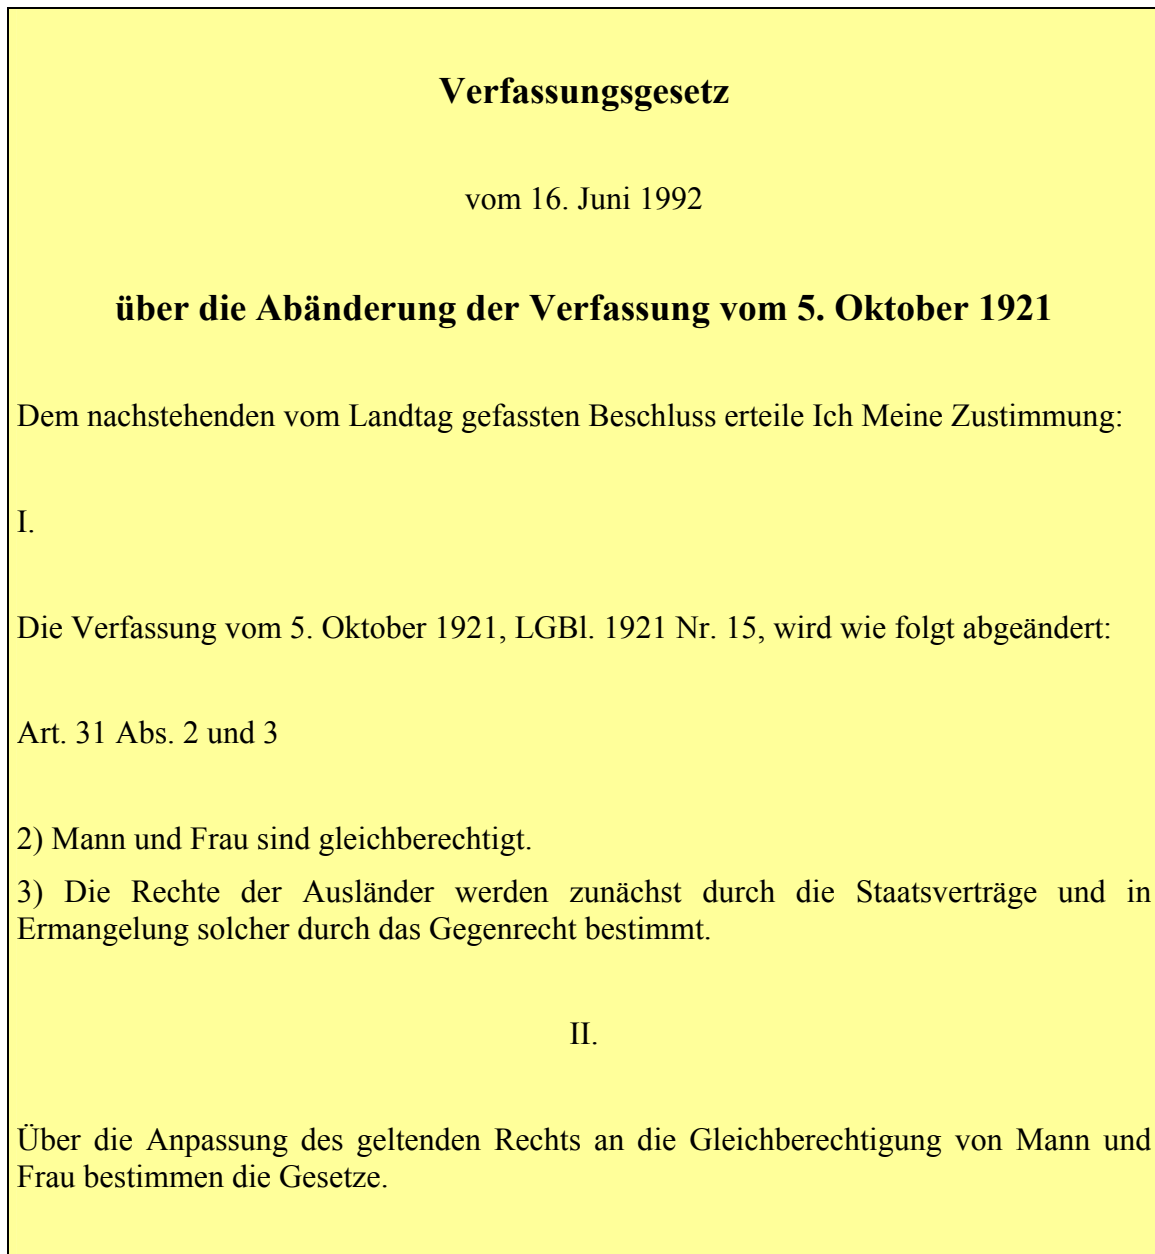 Verfassungsgesetz
vom 16. Juni 1992
über die Abänderung der Verfassung vom 5. Oktober 1921
Dem nachstehenden vom Landtag gefassten Beschluss erteile Ich Meine Zustimmung:
I.
Die Verfassung vom 5. Oktober 1921, LGBl. 1921 Nr. 15, wird wie folgt abgeändert:
Art. 31 Abs. 2 und 3
2) Mann und Frau sind gleichberechtigt.
3) Die Rechte der Ausländer werden zunächst durch die Staatsverträge und in
Ermangelung solcher durch das Gegenrecht bestimmt.
II.
Über die Anpassung des geltenden Rechts an die Gleichberechtigung von Mann und
Frau bestimmen die Gesetze.